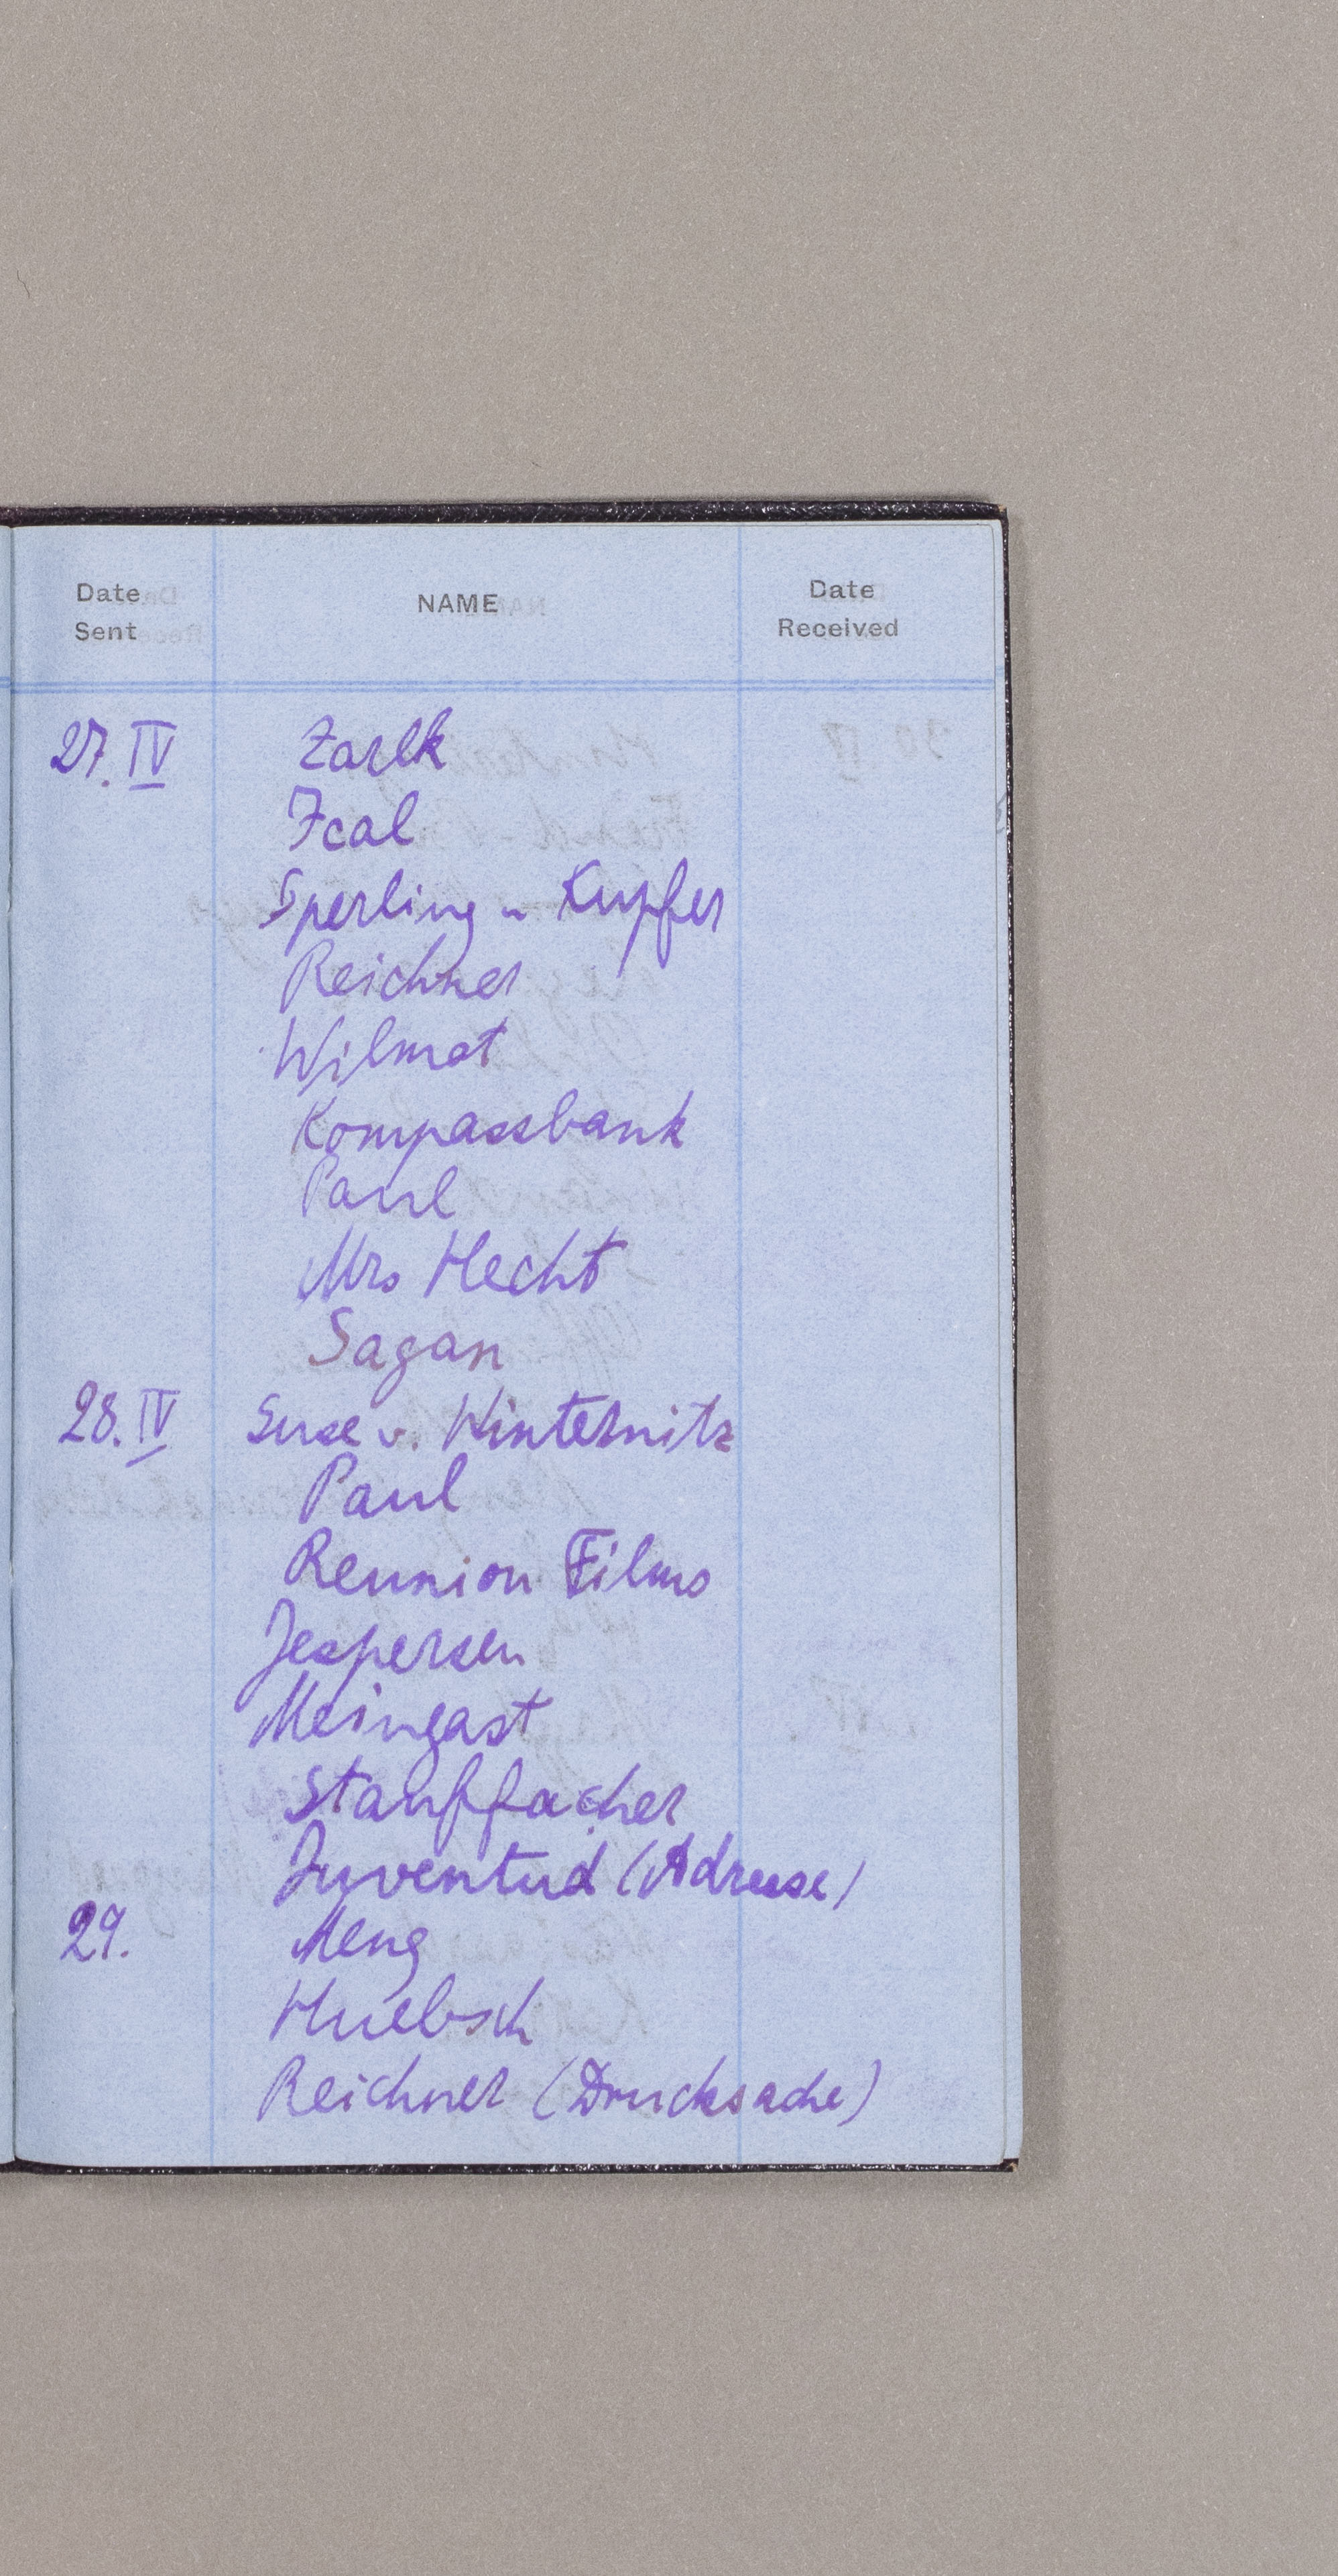 Date Sent NAME Date Received
27. IV Zarek
Ical
Sperling u Kupfer
Reichner
Wilmot
Kompassbank
Paul
Mrs Hecht
Sagan
28. IV Suse v. Winternitz
Paul
Reunion Films
Jespersen
Meingast
Stauffacher
Juventud (Adresse)
29. Meng
Huebsch
Reichner (Drucksache)